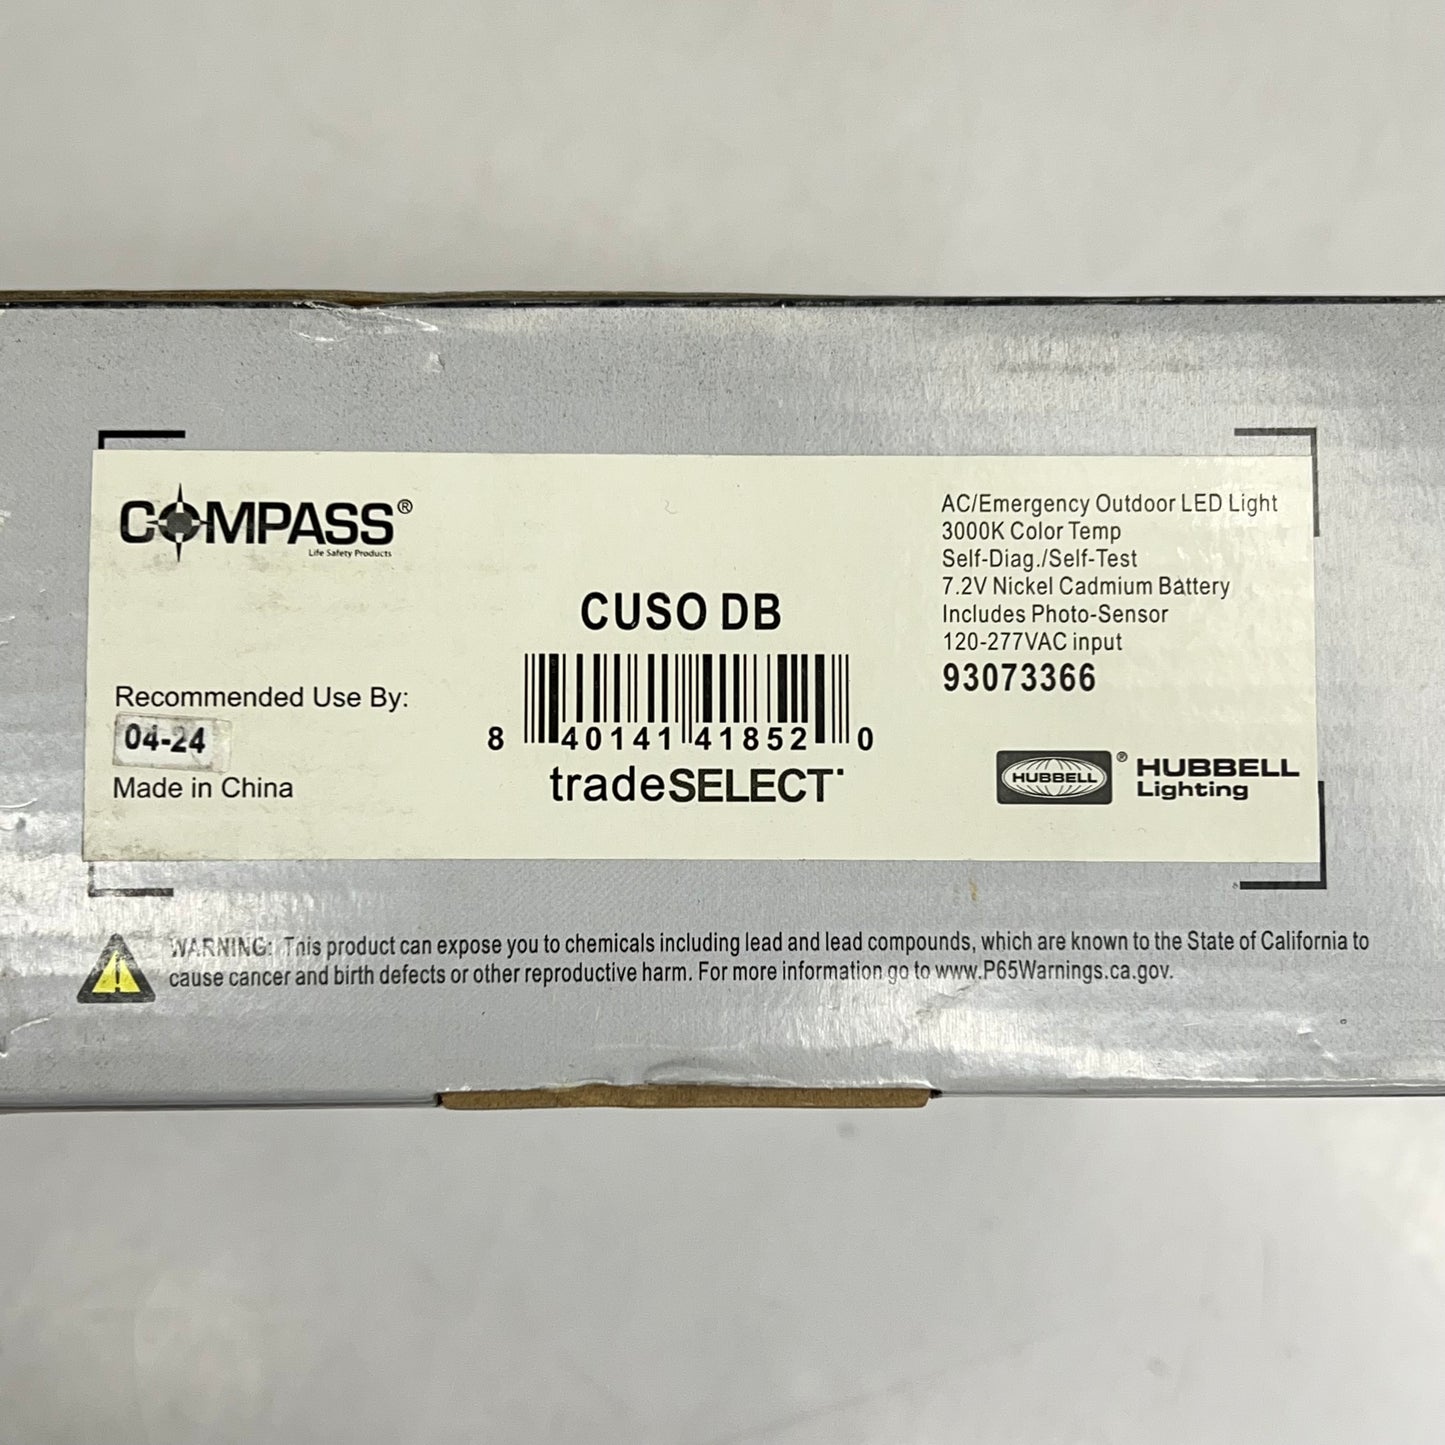 COMPASS®
Life Safety Products
Recommended Use By:
04-24
Made in China
CUSO DB
8 40141 41852 0
tradeSELECT
AC/Emergency Outdoor LED Light
3000K Color Temp
Self-Diag./Self-Test
7.2V Nickel Cadmium Battery
Includes Photo-Sensor
120-277VAC input
93073366
HUBBELL ® HUBBELL
Lighting
WARNING: This product can expose you to chemicals including lead and lead compounds, which are known to the State of California to
cause cancer and birth defects or other reproductive harm. For more information go to www.P65Warnings.ca.gov.